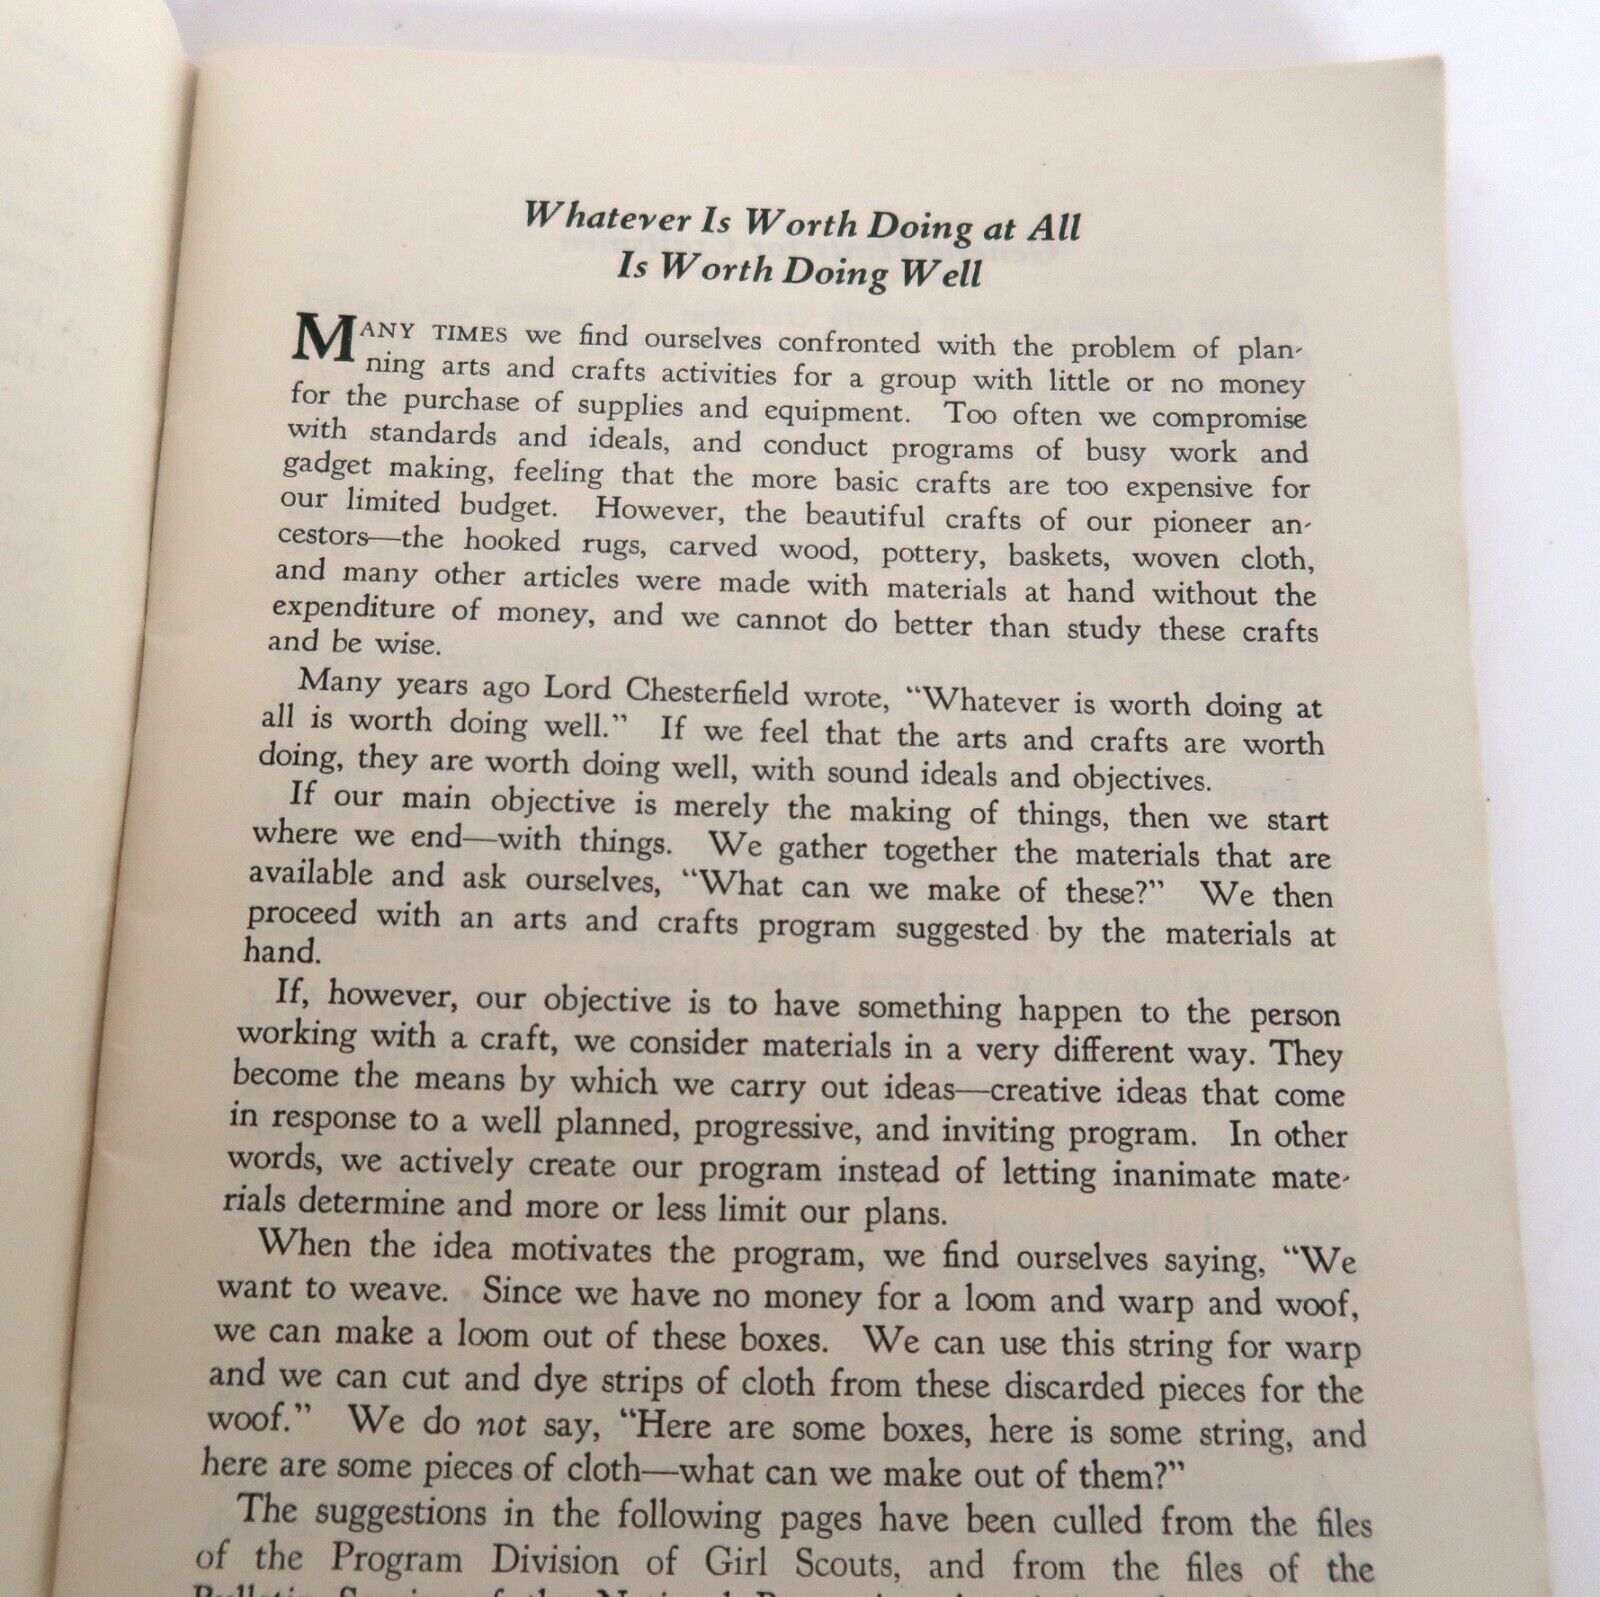 Whatever Is Worth Doing at All
Is Worth Doing Well
MANY TIMES we find ourselves confronted with the problem of plan-
ning arts and crafts activities for a group with little or no money
for the purchase of supplies and equipment. Too often we compromise
with standards and ideals, and conduct programs of busy work and
gadget making, feeling that the more basic crafts are too expensive for
our limited budget. However, the beautiful crafts of our pioneer an-
cestors—the hooked rugs, carved wood, pottery, baskets, woven cloth,
and many other articles were made with materials at hand without the
expenditure of money, and we cannot do better than study these crafts
and be wise.
Many years ago Lord Chesterfield wrote, "Whatever is worth doing at
all is worth doing well." If we feel that the arts and crafts are worth
doing, they are worth doing well, with sound ideals and objectives.
If our main objective is merely the making of things, then we start
where we end—with things. We gather together the materials that are
available and ask ourselves, "What can we make of these?" We then
proceed with an arts and crafts program suggested by the materials at
hand.
If, however, our objective is to have something happen to the person
working with a craft, we consider materials in a very different way. They
become the means by which we carry out ideas—creative ideas that come
in response to a well planned, progressive, and inviting program. In other
words, we actively create our program instead of letting inanimate mate-
rials determine and more or less limit our plans.
When the idea motivates the program, we find ourselves saying, "We
want to weave. Since we have no money for a loom and warp and woof,
we can make a loom out of these boxes. We can use this string for warp
and we can cut and dye strips of cloth from these discarded pieces for the
woof." We do not say, "Here are some boxes, here is some string, and
here are some pieces of cloth—what can we make out of them?"
The suggestions in the following pages have been culled from the files
of the Program Division of Girl Scouts, and from the files of the